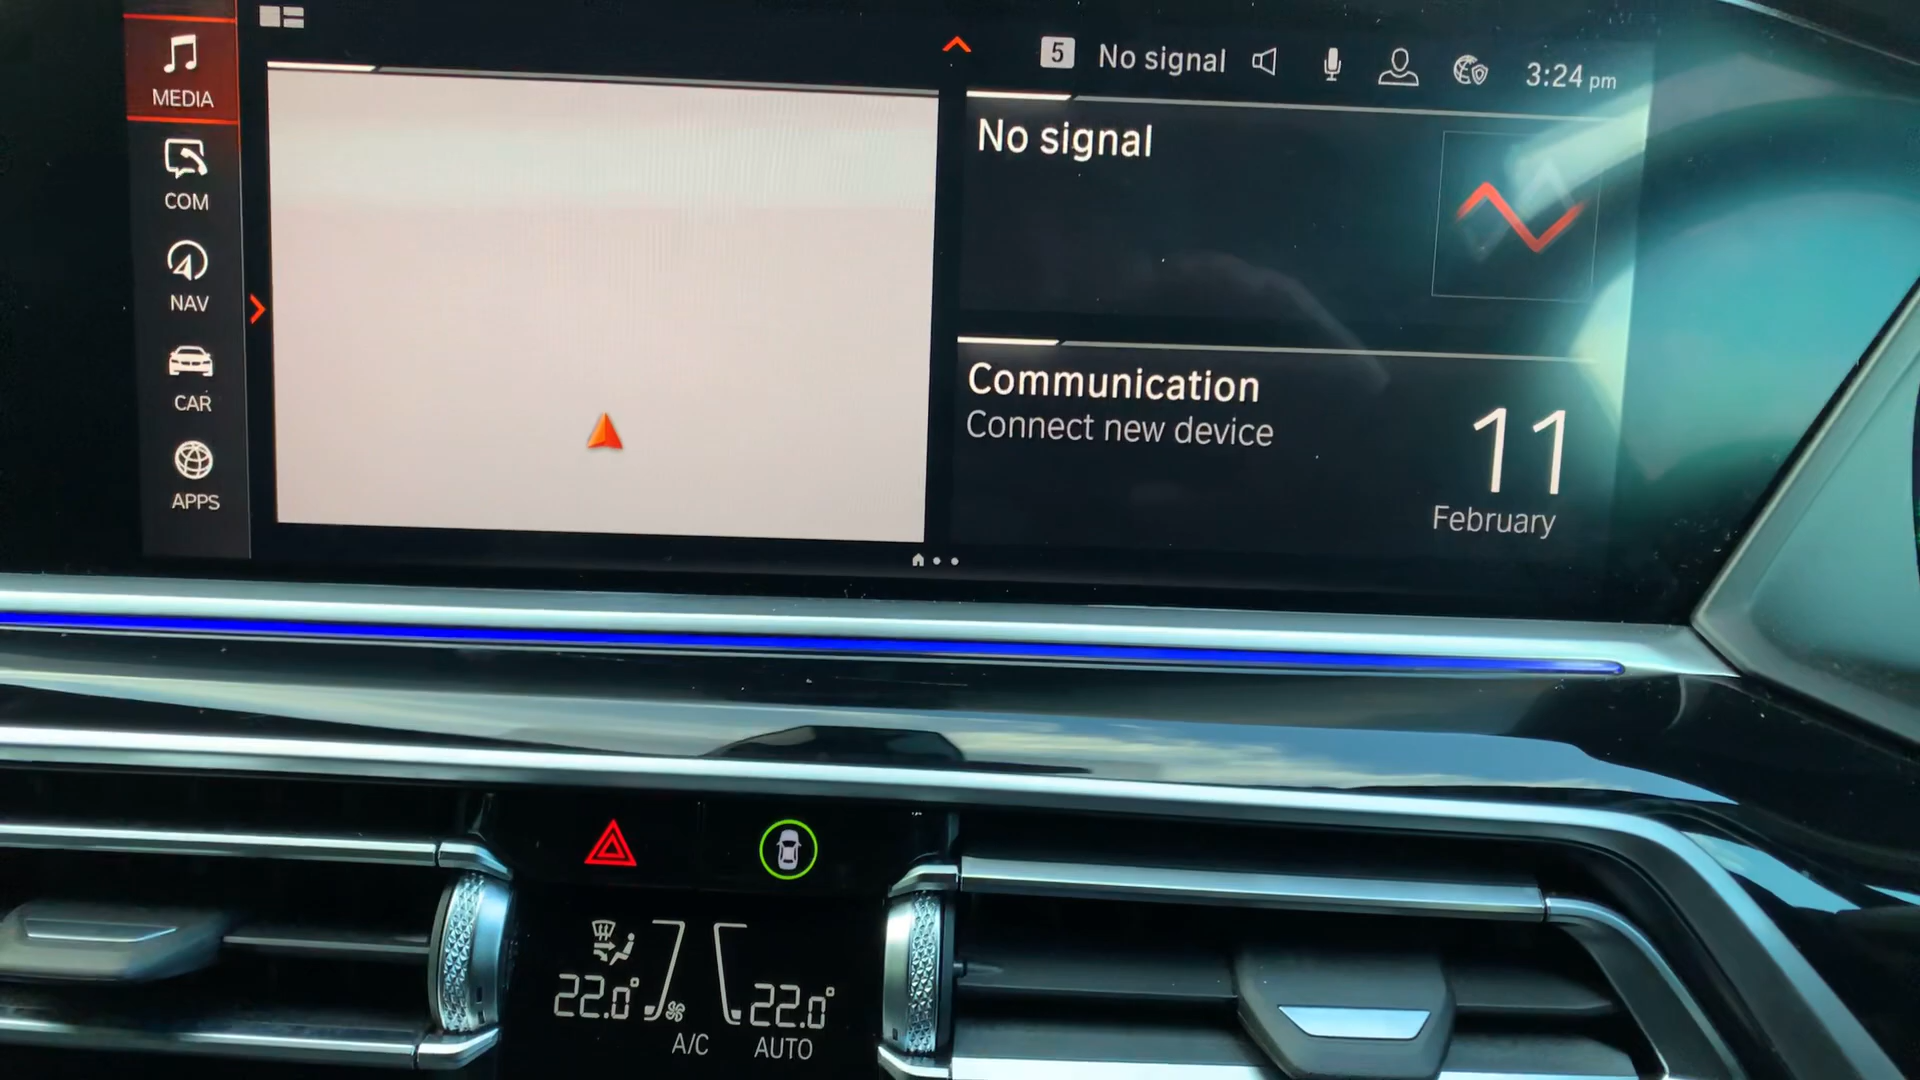 MEDIA
COM
NAV
CAR
APPS
5 No signal 3:24 pm
No signal
Communication
Connect new device
11
February
22.0°
A/C
22.0°
AUTO